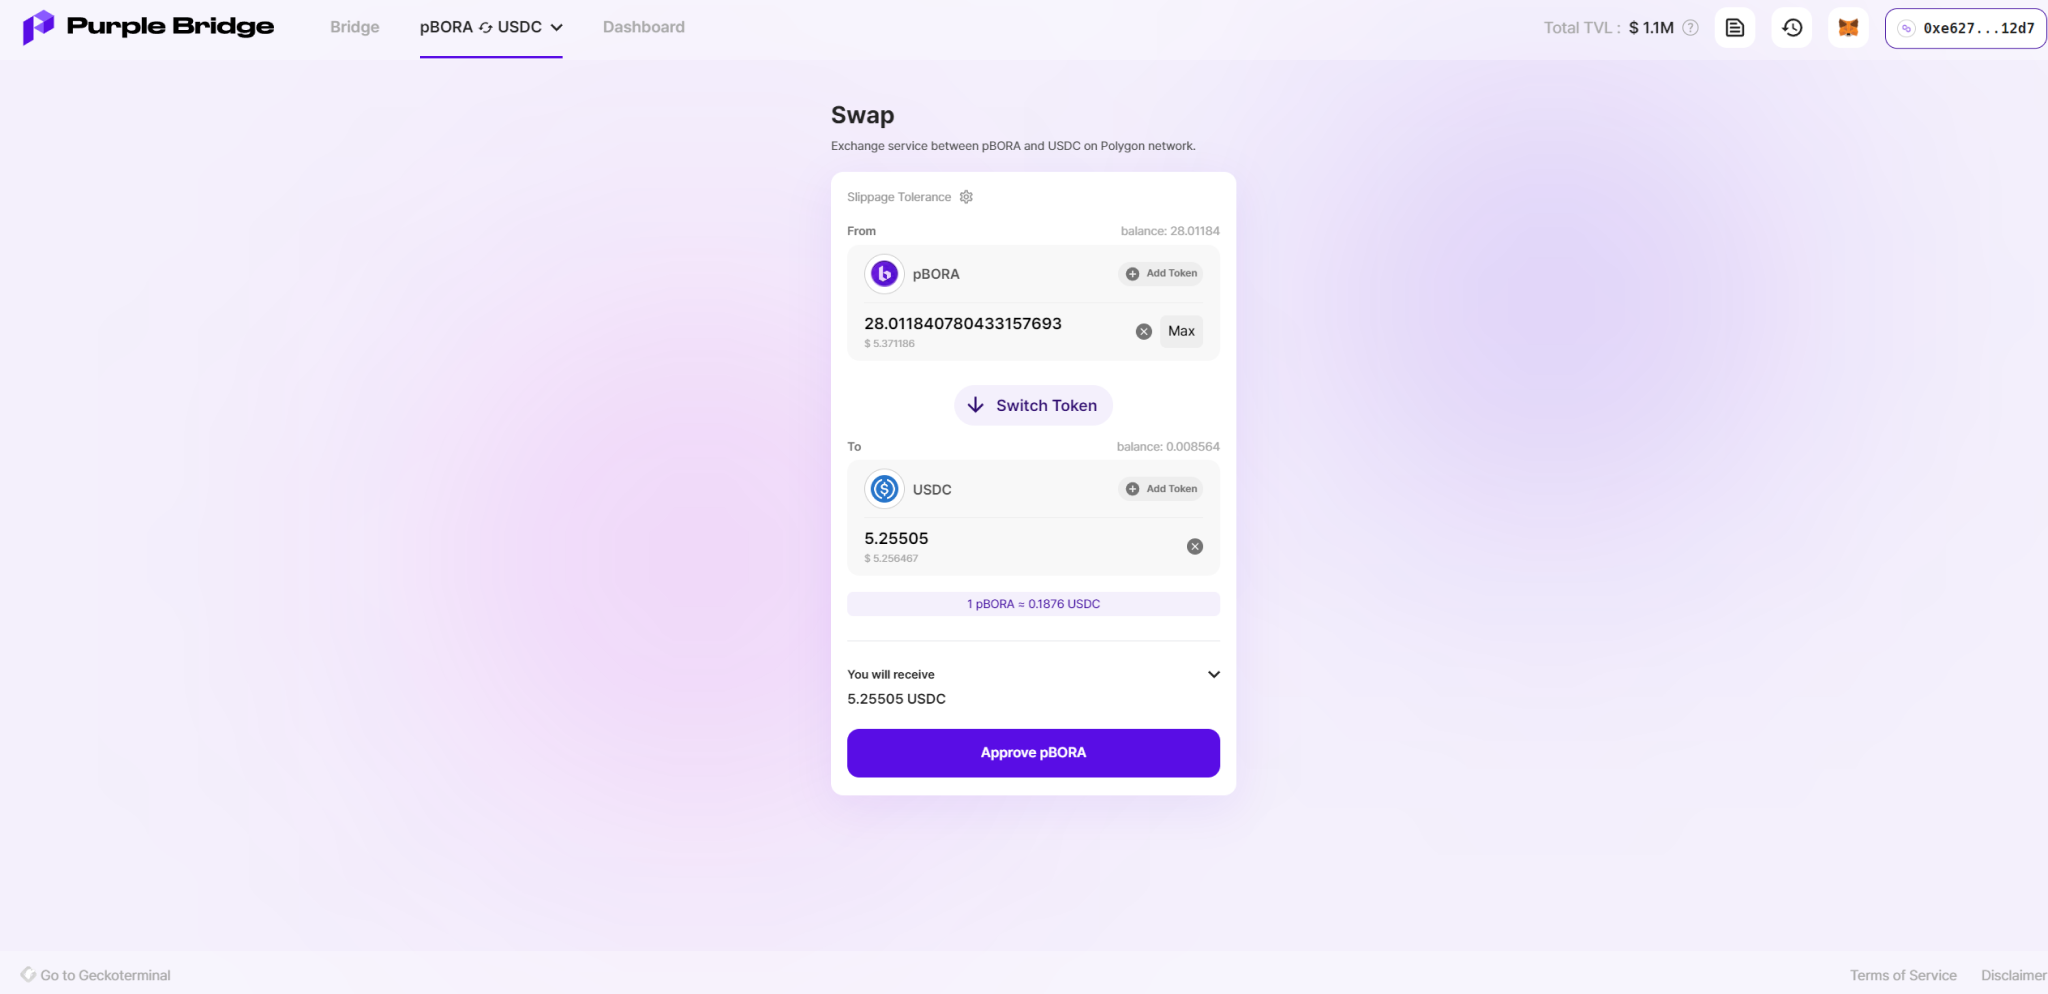 Purple Bridge
Bridge
pBORA USDC
Dashboard
Total TVL : $ 1.1M ?
0xe627...12d7
Swap
Exchange service between pBORA and USDC on Polygon network.
Slippage Tolerance
From
balance: 28.01184
pBORA
Add Token
28.011840780433157693
$ 5.371186
Max
Switch Token
To
balance: 0.008564
USDC
Add Token
5.25505
$ 5.256467
1 pBORA ≈ 0.1876 USDC
You will receive
5.25505 USDC
Approve pBORA
Go to Geckoterminal
Terms of Service
Disclaimer